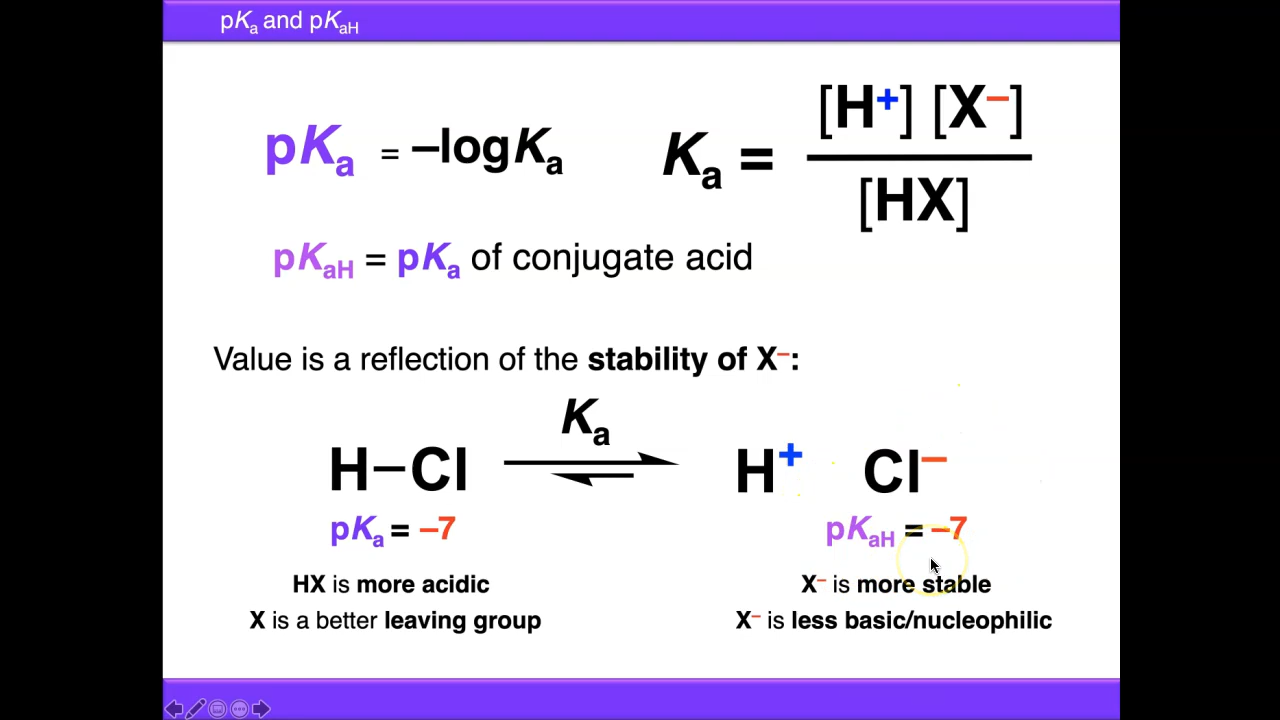 pKa and pKaH
pKa = –logKa
Ka = [H+] [X–] / [HX]
pKaH = pKa of conjugate acid
Value is a reflection of the stability of X–:
Ka
H–Cl H+ Cl–
pKa = –7 pKaH = –7
HX is more acidic X– is more stable
X is a better leaving group X– is less basic/nucleophilic